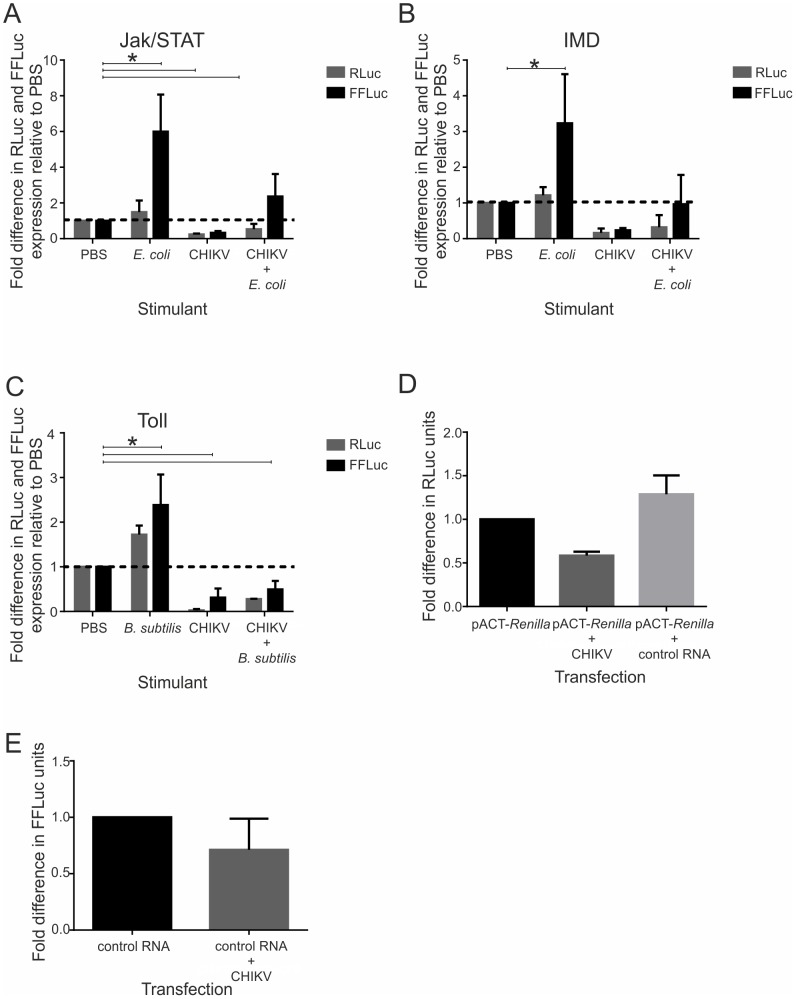 A
Jak/STAT
Fold difference in RLuc and FFLuc
expression relative to PBS
10
8
6
4
2
0
*
RLuc
FFLuc
PBS
E. coli
CHIKV
CHIKV
+
E. coli
Stimulant
B
IMD
Fold difference in RLuc and FFLuc
expression relative to PBS
5
4
3
2
1
0
*
RLuc
FFLuc
PBS
E. coli
CHIKV
CHIKV
+
E. coli
Stimulant
C
Toll
Fold difference in RLuc and FFLuc
expression relative to PBS
4
3
2
1
0
*
RLuc
FFLuc
PBS
B. subtilis
CHIKV
CHIKV
+
B. subtilis
Stimulant
D
Fold difference in RLuc units
2.0
1.5
1.0
0.5
0.0
pACT-Renilla
pACT-Renilla
+
CHIKV
pACT-Renilla
+
control RNA
Transfection
E
Fold difference in FFLuc units
1.5
1.0
0.5
0.0
control RNA
control RNA
+
CHIKV
Transfection